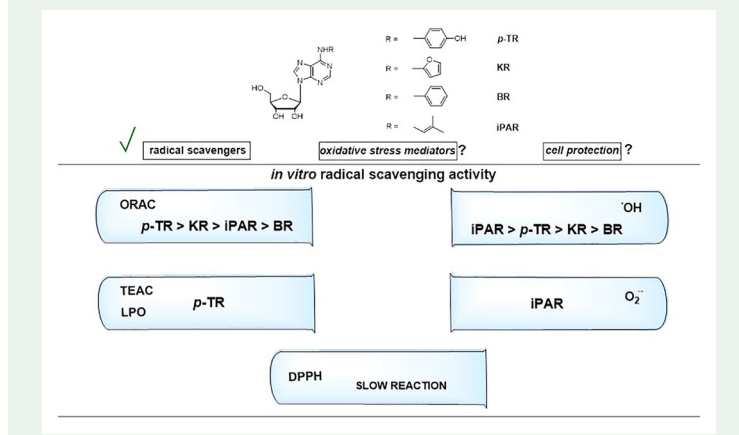 R = OH p-TR
NHR
N N
N N
R = O KR
HO
O
OH OH
R = BR
R = iPAR
✓ radical scavengers oxidative stress mediators ? cell protection ?
in vitro radical scavenging activity
ORAC
p-TR > KR > iPAR > BR
˙OH
iPAR > p-TR > KR > BR
TEAC
LPO
p-TR
iPAR
O₂˙⁻
DPPH
SLOW REACTION